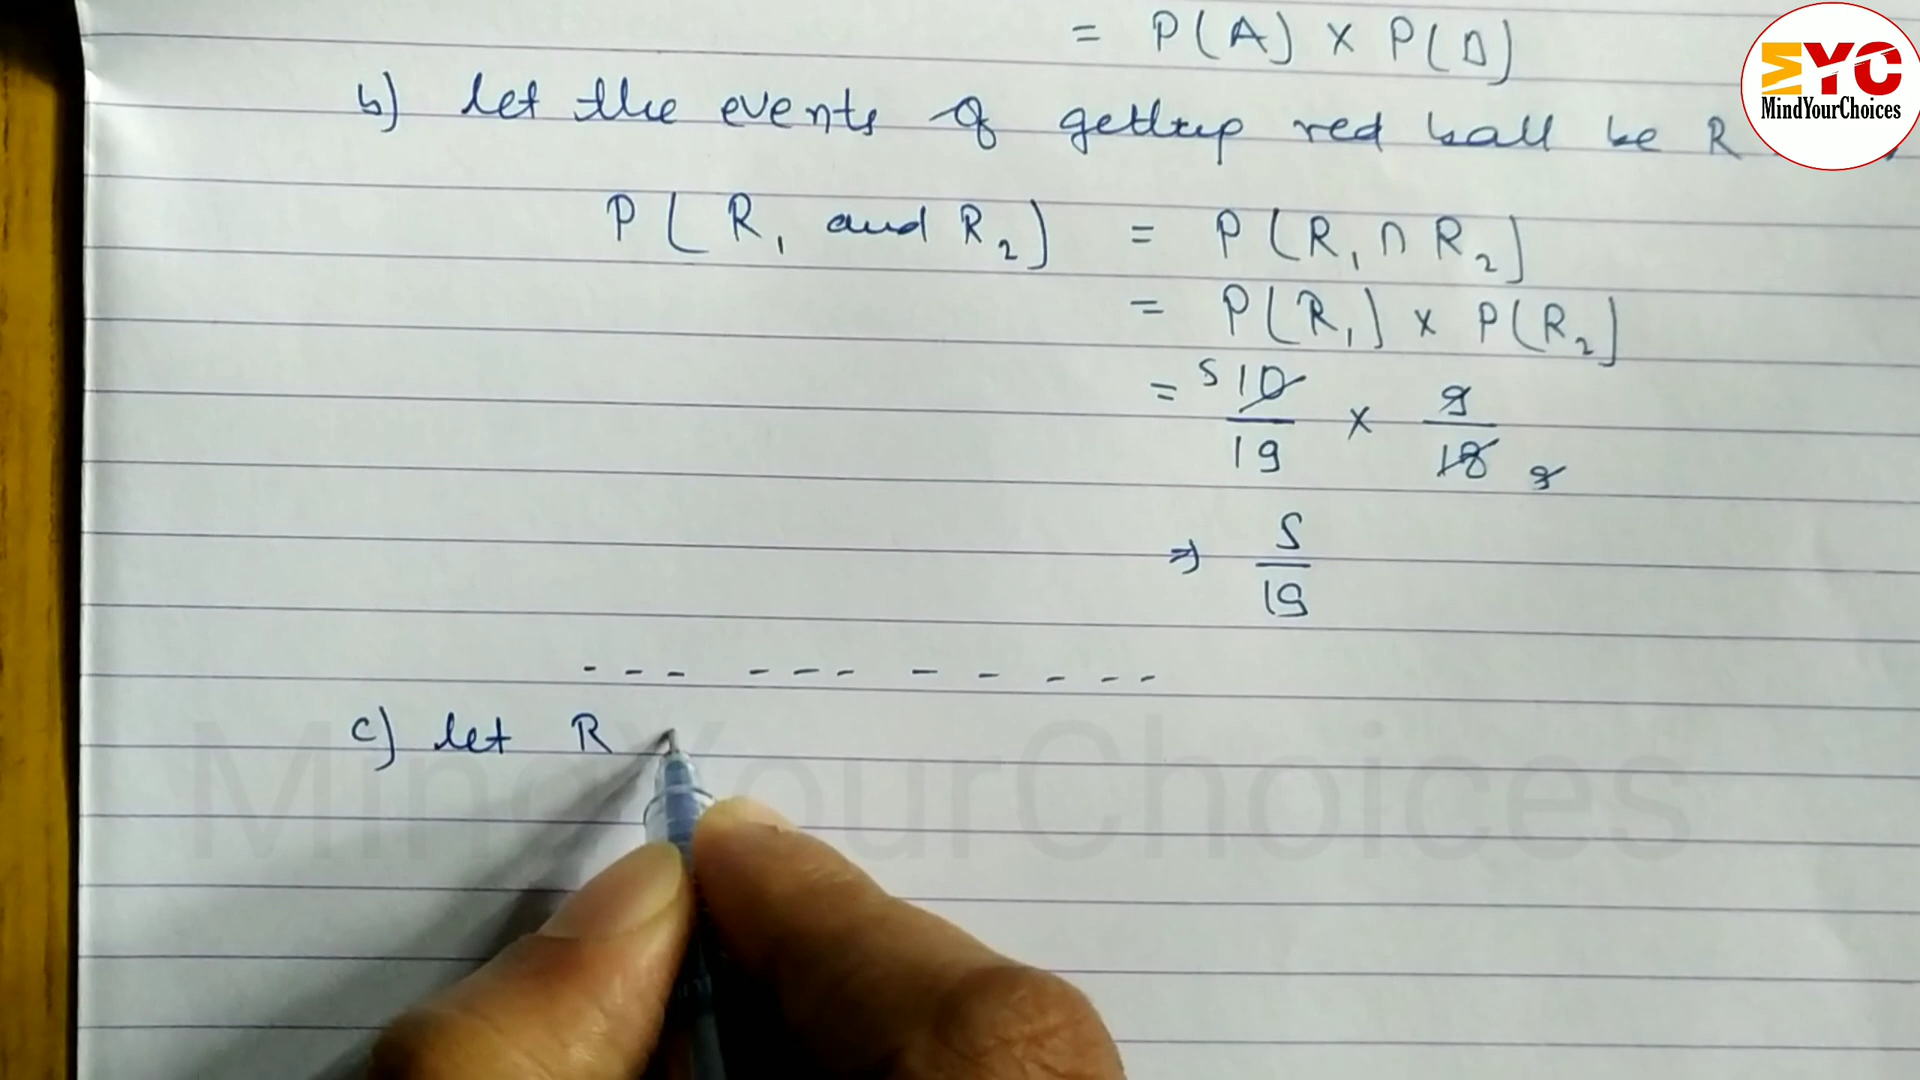 = P(A) x P(B)
MYC
MindYourChoices
b) let the events of getting red ball be R
P(R1 and R2) = P(R1 ∩ R2)
= P(R1) x P(R2)
= 5 10/19 x 9/18 2
⇒ 5/19
- - - - - - - - - - -
c) let R
MindYourChoices